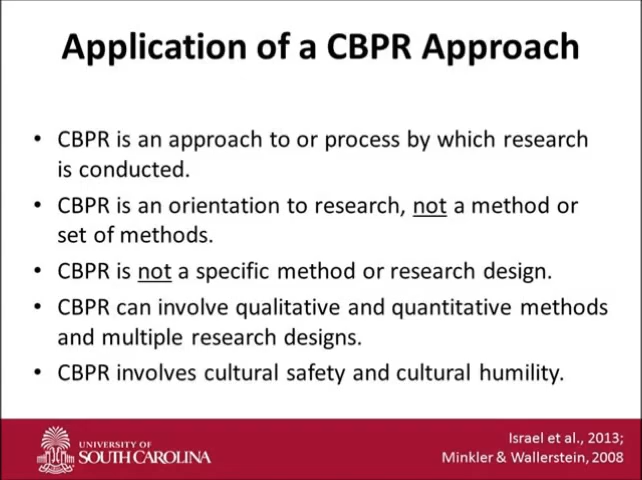 Application of a CBPR Approach
• CBPR is an approach to or process by which research
is conducted.
• CBPR is an orientation to research, not a method or
set of methods.
• CBPR is not a specific method or research design.
• CBPR can involve qualitative and quantitative methods
and multiple research designs.
• CBPR involves cultural safety and cultural humility.
UNIVERSITY OF
SOUTH CAROLINA
Israel et al., 2013;
Minkler & Wallerstein, 2008